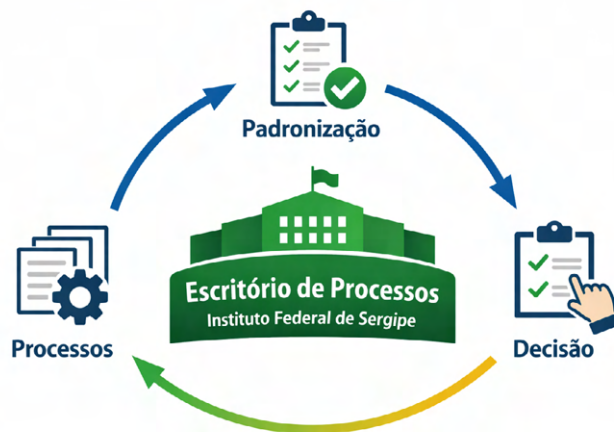 Padronização
Escritório de Processos
Instituto Federal de Sergipe
Processos
Decisão